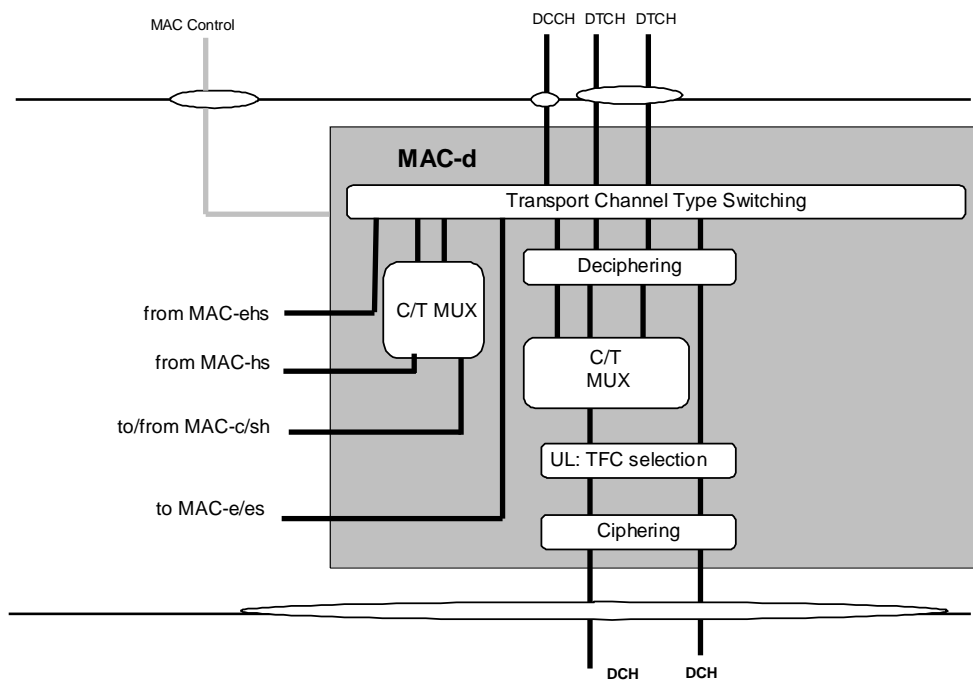 MAC Control
DCCH DTCH DTCH
MAC-d
Transport Channel Type Switching
Deciphering
from MAC-ehs
C/T MUX
from MAC-hs
C/T
MUX
to/from MAC-c/sh
UL: TFC selection
to MAC-e/es
Ciphering
DCH DCH